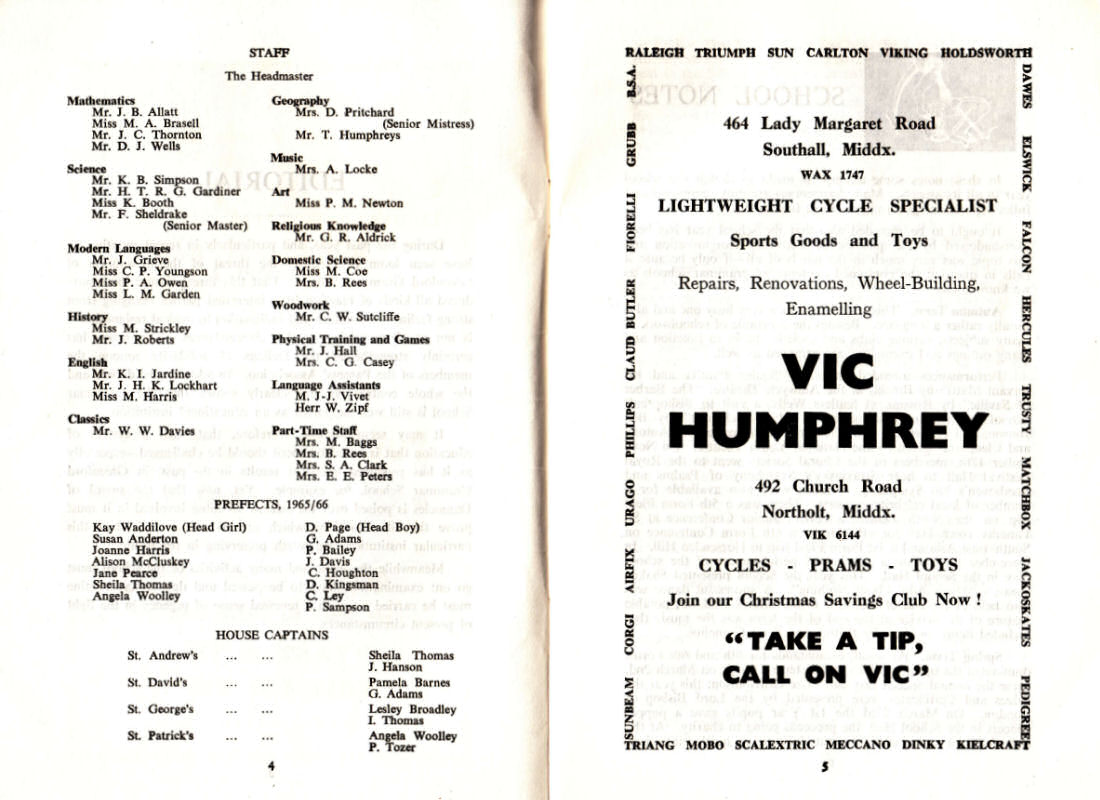 STAFF
The Headmaster
Mathematics
Mr. J. B. Allatt
Miss M. A. Brasell
Mr. J. C. Thornton
Mr. D. J. Wells
Science
Mr. K. B. Simpson
Mr. H. T. R. G. Gardiner
Miss K. Booth
Mr. F. Sheldrake
(Senior Master)
Modern Languages
Mr. J. Grieve
Miss C. P. Youngson
Miss P. A. Owen
Miss L. M. Garden
History
Miss M. Strickley
Mr. J. Roberts
English
Mr. K. I. Jardine
Mr. J. H. K. Lockhart
Miss M. Harris
Classics
Mr. W. W. Davies
Geography
Mrs. D. Pritchard
(Senior Mistress)
Mr. T. Humphreys
Music
Mrs. A. Locke
Art
Miss P. M. Newton
Religious Knowledge
Mr. G. R. Aldrick
Domestic Science
Miss M. Coe
Mrs. B. Rees
Woodwork
Mr. C. W. Sutcliffe
Physical Training and Games
Mr. J. Hall
Mrs. C. G. Casey
Language Assistants
M. J-J. Vivet
Herr W. Zipf
Part-Time Staff
Mrs. M. Baggs
Mrs. B. Rees
Mrs. S. A. Clark
Mrs. E. E. Peters
PREFECTS, 1965/66
Kay Waddilove (Head Girl)
Susan Anderton
Joanne Harris
Alison McCluskey
Jane Pearce
Sheila Thomas
Angela Woolley
D. Page (Head Boy)
G. Adams
P. Bailey
J. Davis
C. Houghton
D. Kingsman
C. Ley
P. Sampson
HOUSE CAPTAINS
St. Andrew's ... ... Sheila Thomas
J. Hanson
St. David's ... ... Pamela Barnes
G. Adams
St. George's ... ... Lesley Broadley
I. Thomas
St. Patrick's ... ... Angela Woolley
P. Tozer
4
RALEIGH TRIUMPH SUN CARLTON VIKING HOLDSWORTH
SUNBEAM CORGI AIRFIX URAGO PHILLIPS CLAUD BUTLER FIORELLI GRUBB B.S.A.
DAWES ELSWICK FALCON HERCULES TRUSTY MATCHBOX JACKOSKATES PEDIGREE
464 Lady Margaret Road
Southall, Middx.
WAX 1747
LIGHTWEIGHT CYCLE SPECIALIST
Sports Goods and Toys
Repairs, Renovations, Wheel-Building,
Enamelling
VIC
HUMPHREY
492 Church Road
Northolt, Middx.
VIK 6144
CYCLES - PRAMS - TOYS
Join our Christmas Savings Club Now !
"TAKE A TIP,
CALL ON VIC"
TRIANG MOBO SCALEXTRIC MECCANO DINKY KIELCRAFT
5